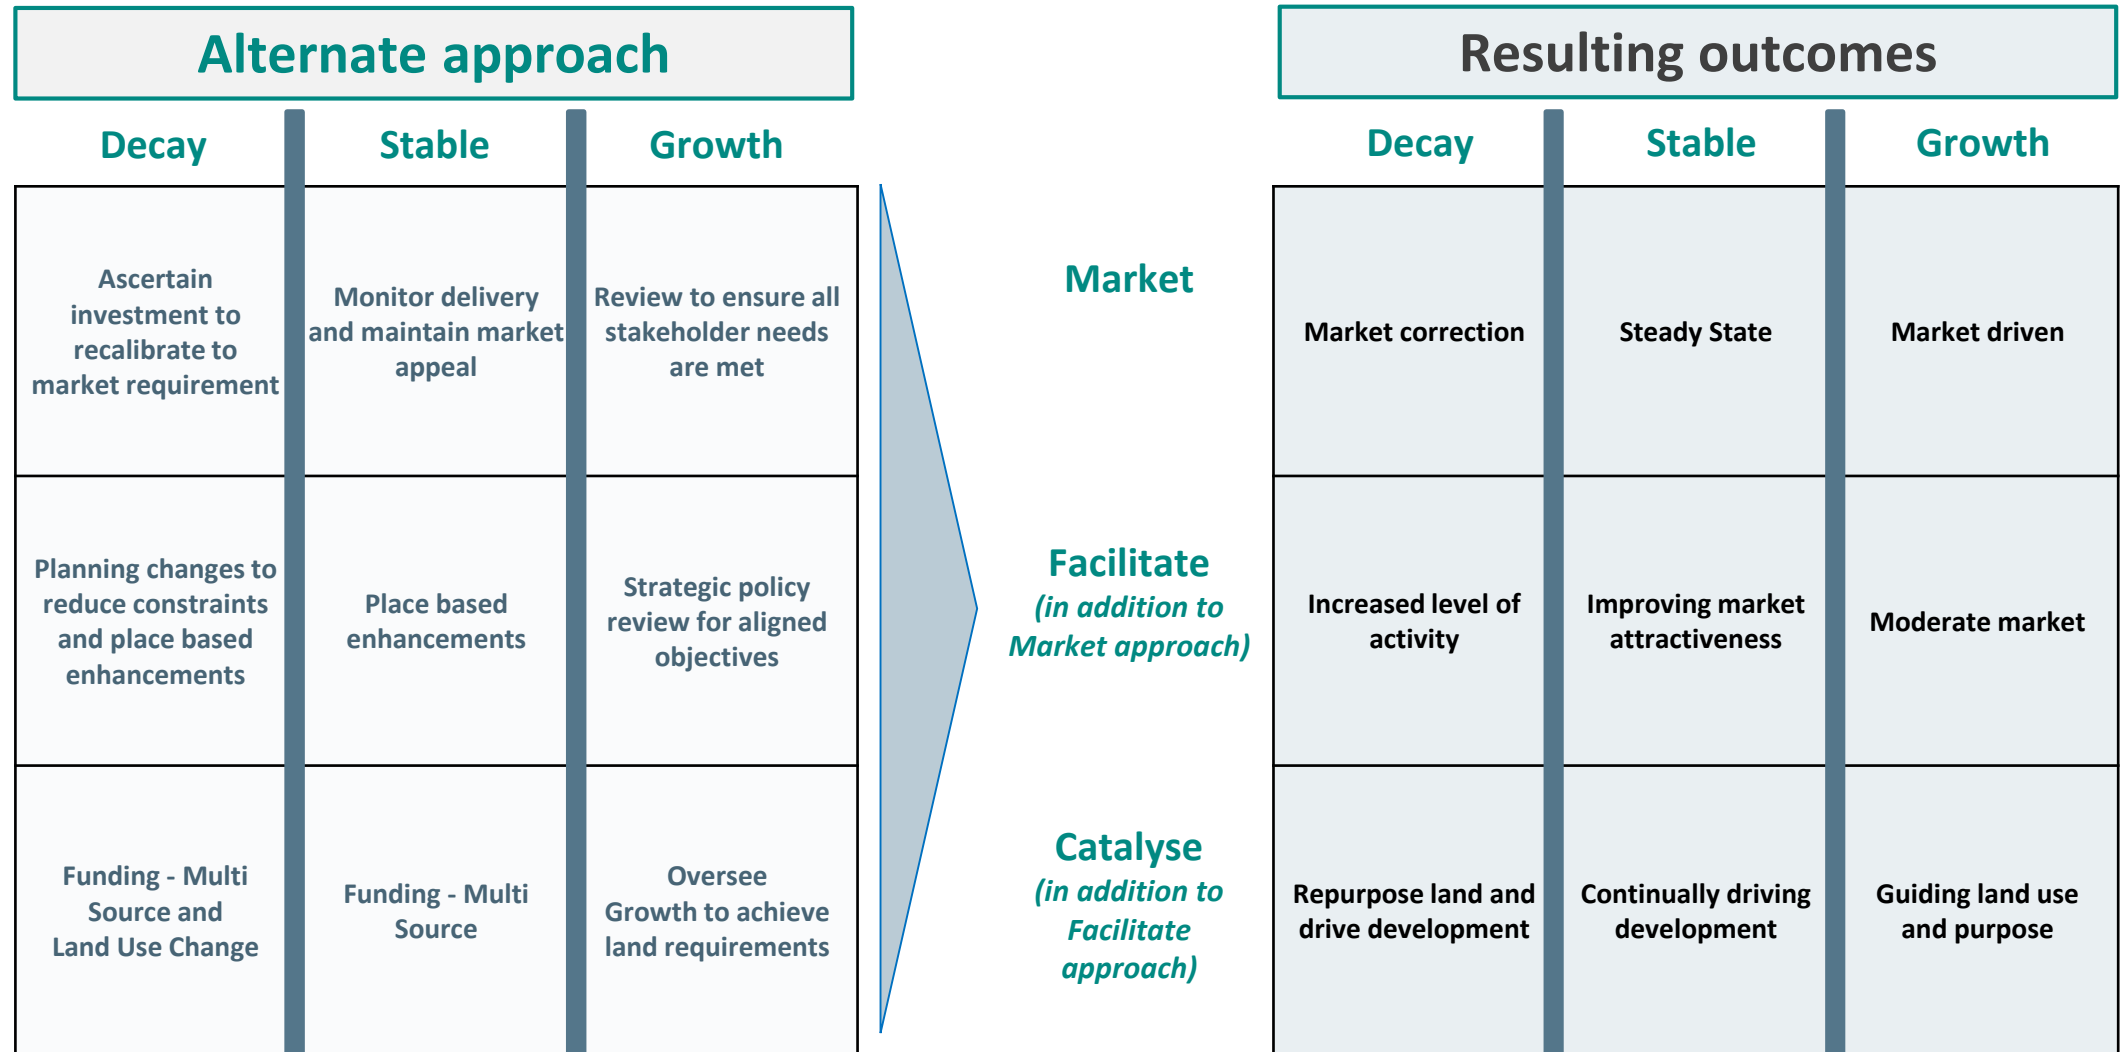 Alternate approach
Decay
Stable
Growth
Ascertain
investment to
recalibrate to
market requirement
Monitor delivery
and maintain market
appeal
Review to ensure all
stakeholder needs
are met
Planning changes to
reduce constraints
and place based
enhancements
Place based
enhancements
Strategic policy
review for aligned
objectives
Funding - Multi
Source and
Land Use Change
Funding - Multi
Source
Oversee
Growth to achieve
land requirements
Market
Facilitate
(in addition to
Market approach)
Catalyse
(in addition to
Facilitate
approach)
Resulting outcomes
Decay
Stable
Growth
Market correction
Steady State
Market driven
Increased level of
activity
Improving market
attractiveness
Moderate market
Repurpose land and
drive development
Continually driving
development
Guiding land use
and purpose